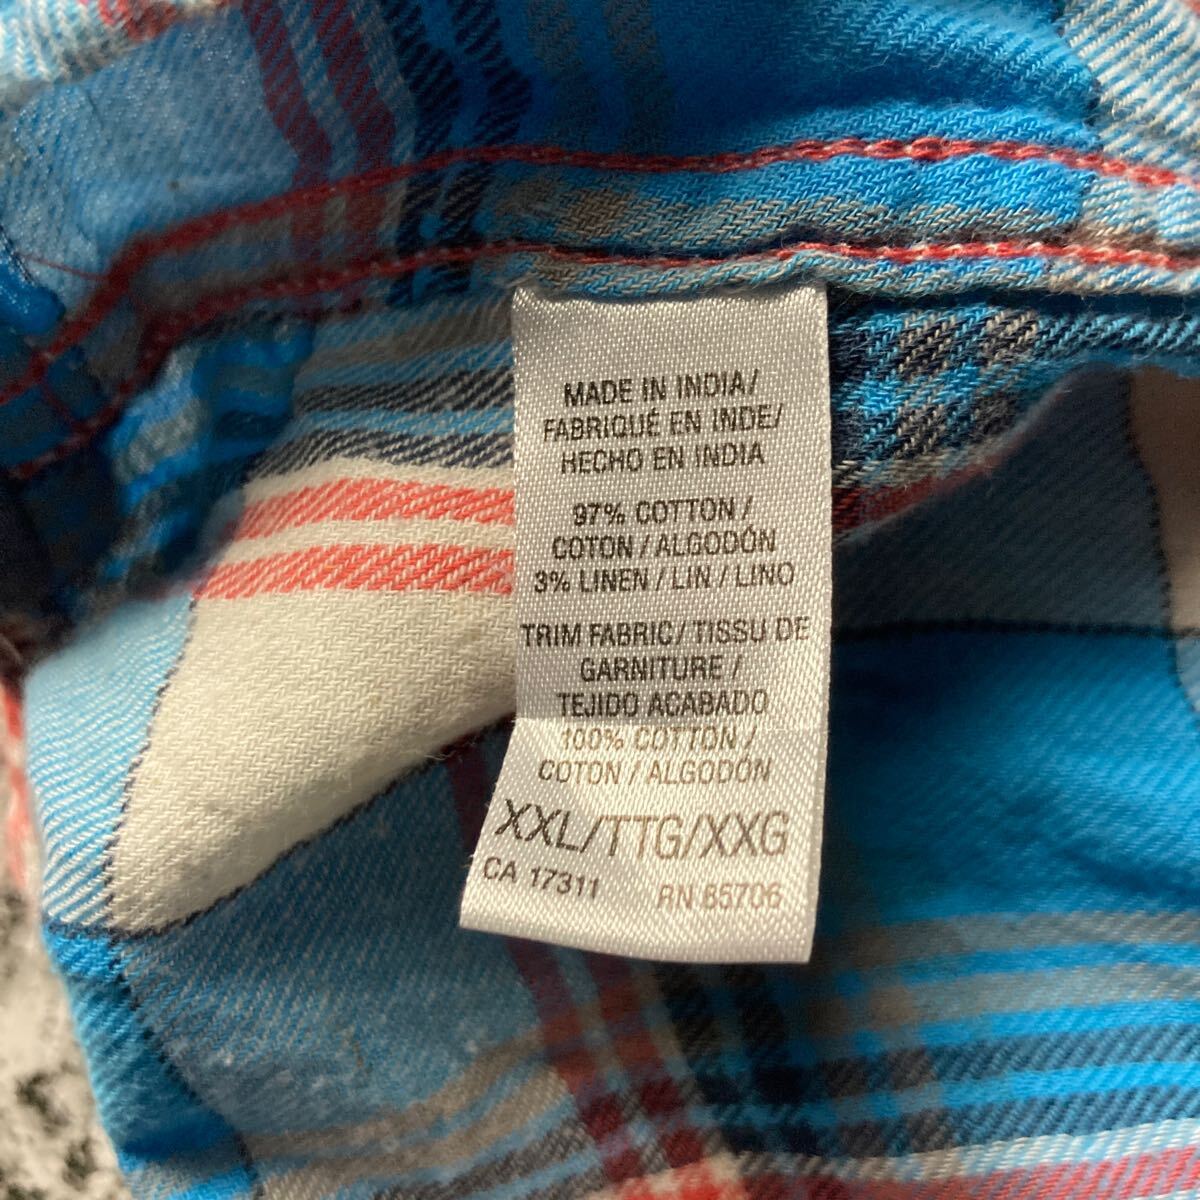 MADE IN INDIA/
FABRIQUÉ EN INDE/
HECHO EN INDIA
97% COTTON /
COTON / ALGODÓN
3% LINEN / LIN / LINO
TRIM FABRIC / TISSU DE
GARNITURE /
TEJIDO ACABADO
100% COTTON /
COTON / ALGODÓN
XXL/TTG/XXG
CA 17311 RN 85706